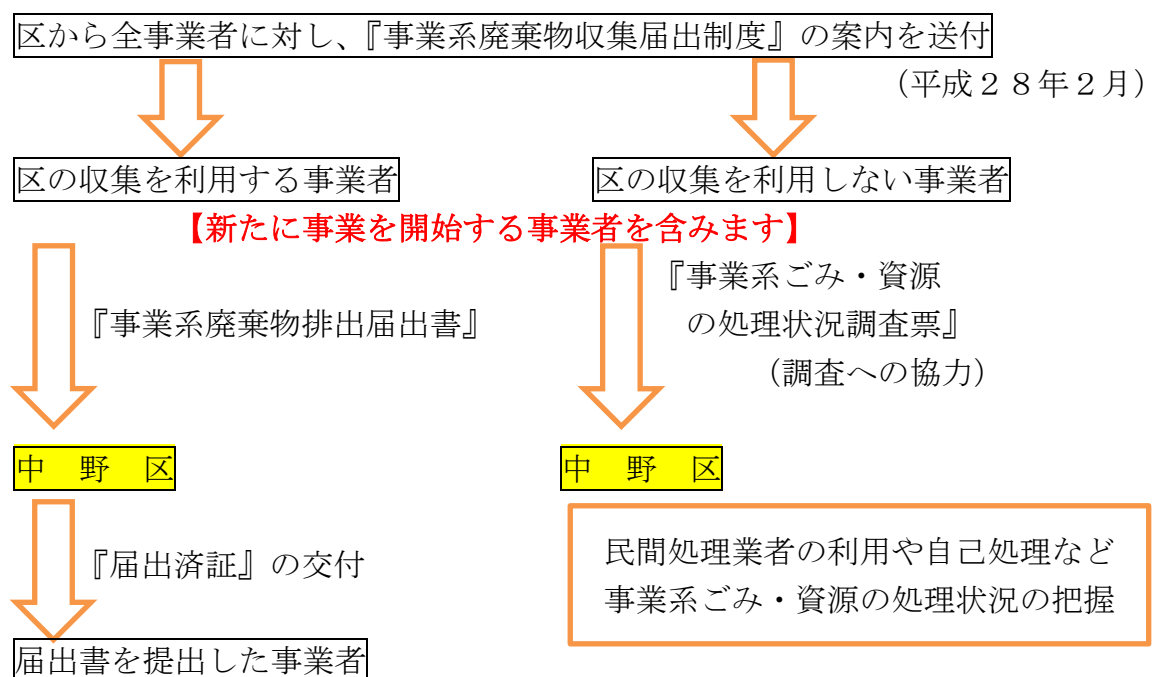 区から全事業者に対し、『事業系廃棄物収集届出制度』の案内を送付
（平成２８年２月）
区の収集を利用する事業者
区の収集を利用しない事業者
【新たに事業を開始する事業者を含みます】
『事業系廃棄物排出届出書』
『事業系ごみ・資源
の処理状況調査票』
（調査への協力）
中　野　区
中　野　区
『届出済証』の交付
民間処理業者の利用や自己処理など
事業系ごみ・資源の処理状況の把握
届出書を提出した事業者